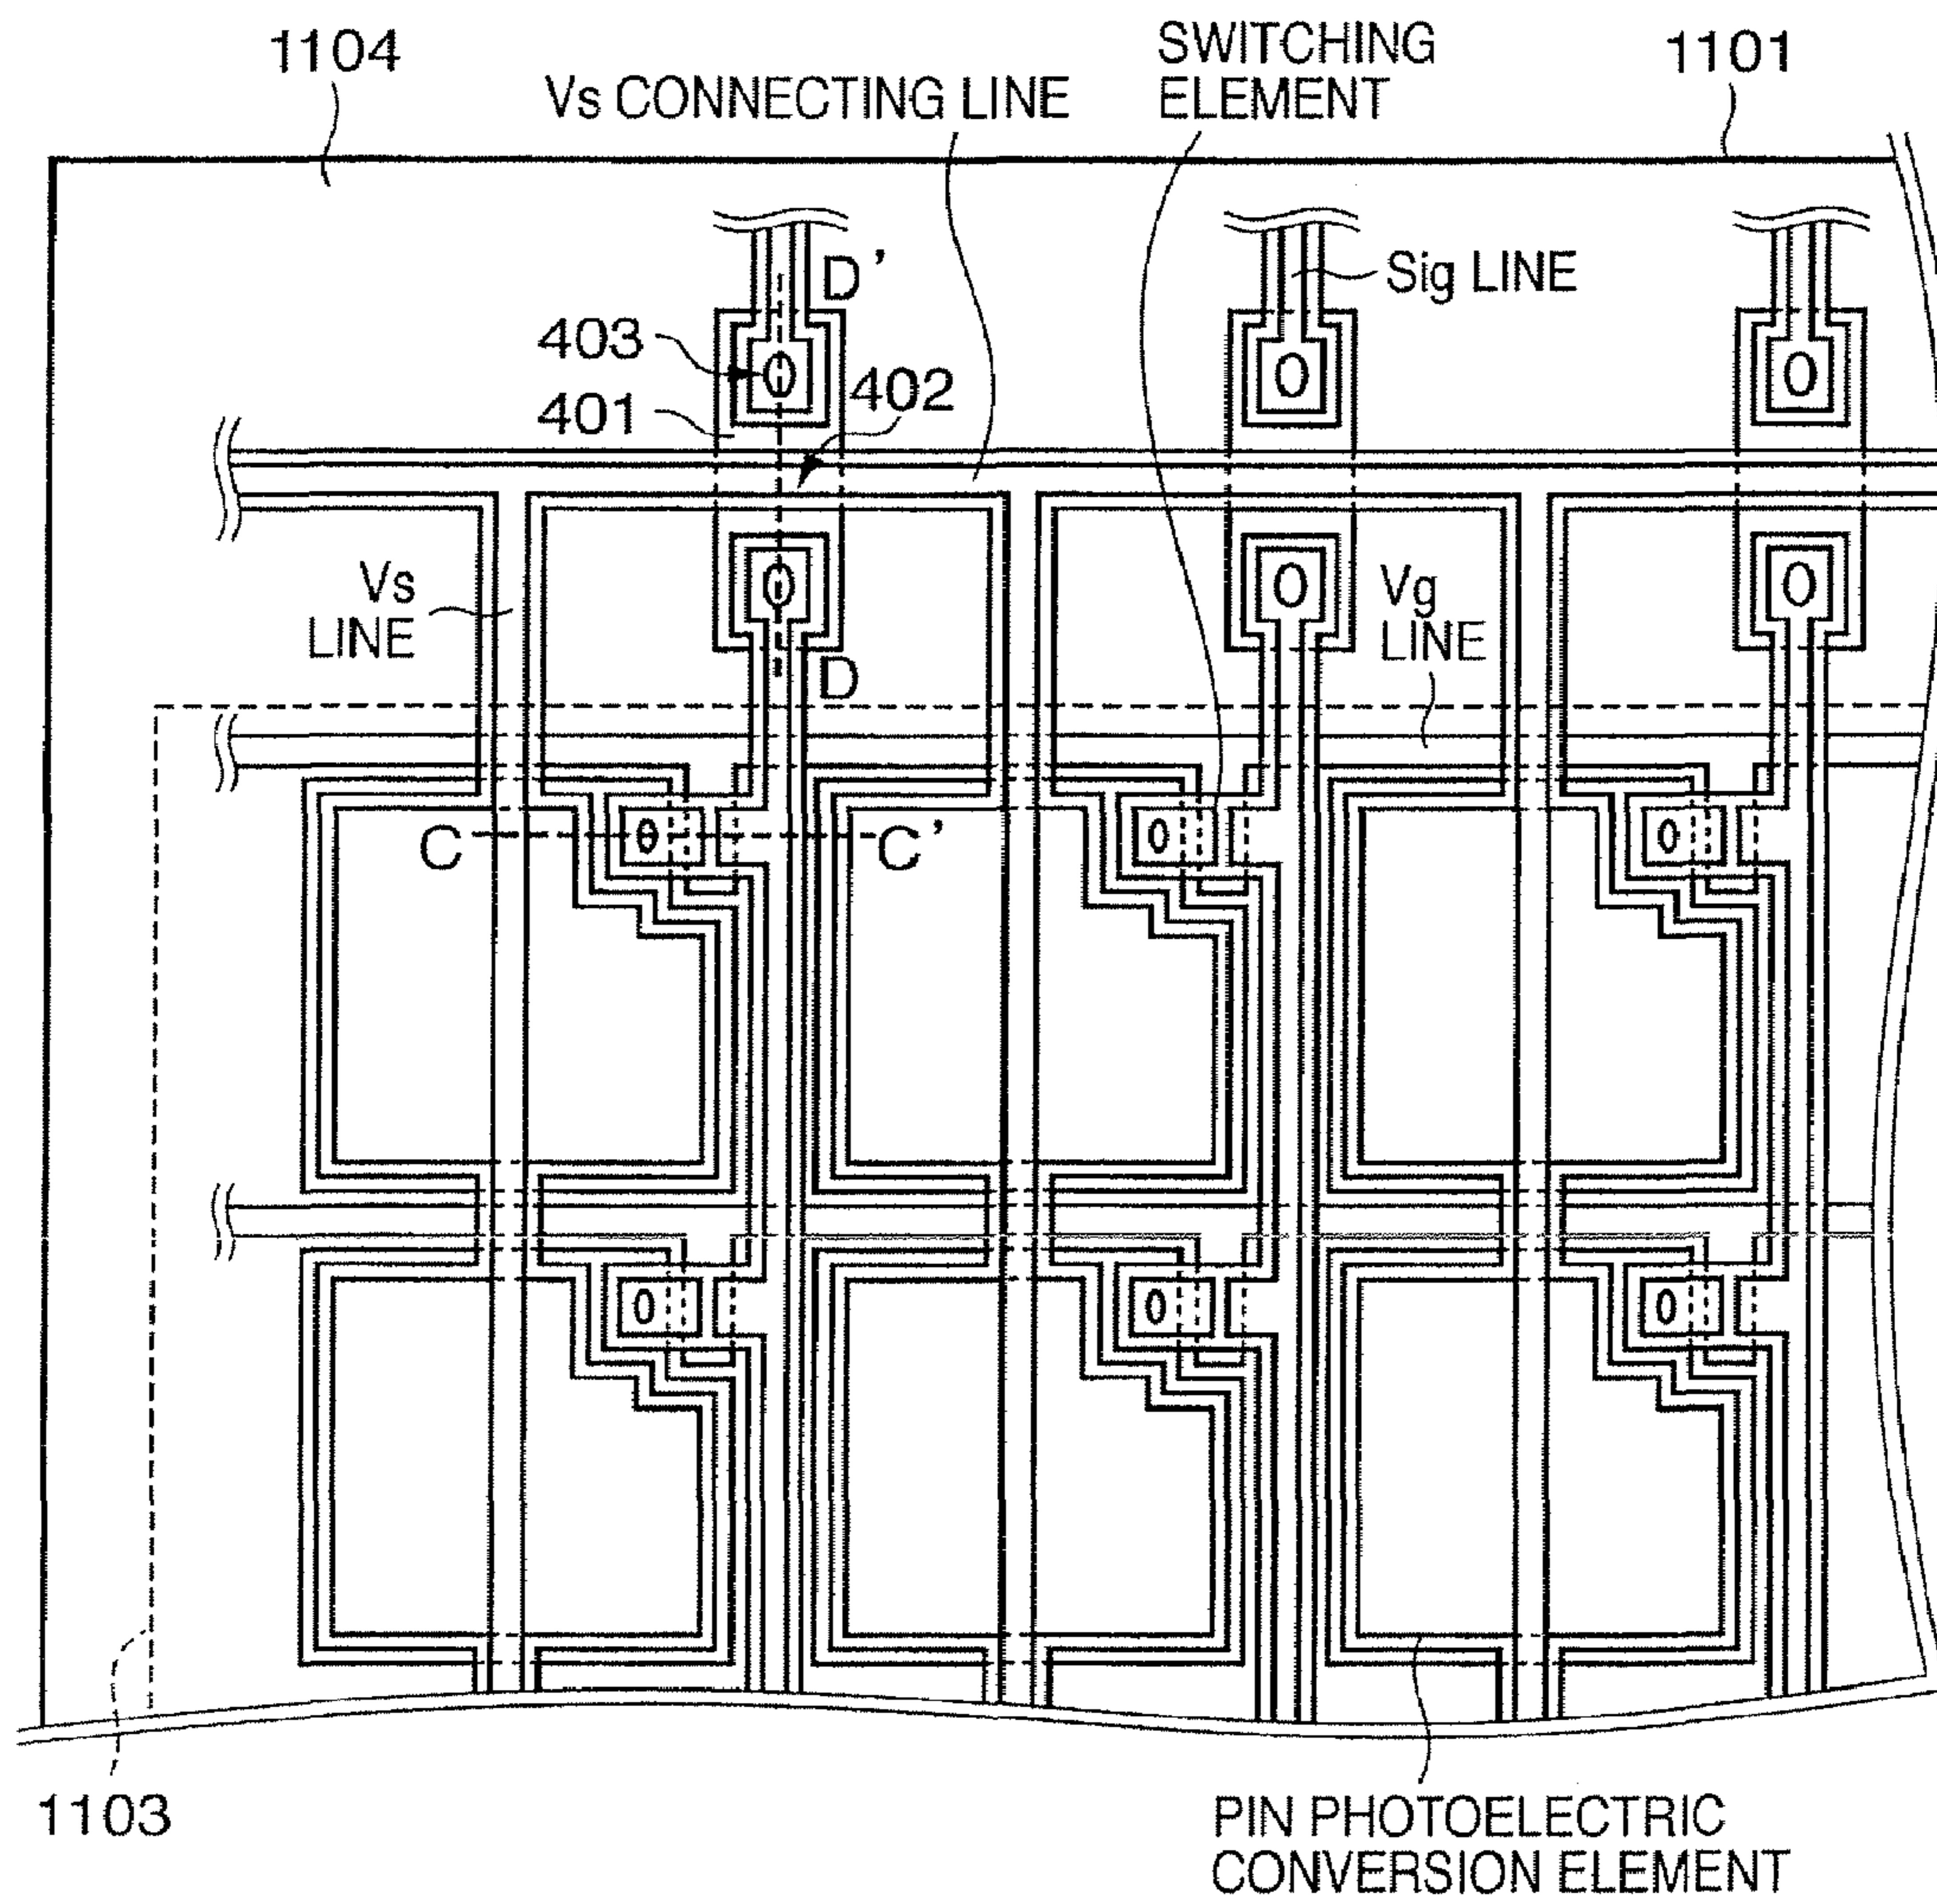 1104
Vs CONNECTING LINE
SWITCHING
ELEMENT
1101
D'
Sig LINE
403
401
402
Vs
LINE
Vg
LINE
D
C
C'
1103
PIN PHOTOELECTRIC
CONVERSION ELEMENT